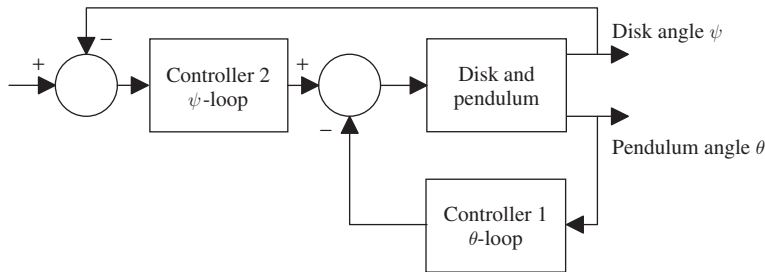 −
Disk angle ψ
+
Controller 2
ψ-loop
+
Disk and
pendulum
−
Pendulum angle θ
Controller 1
θ-loop